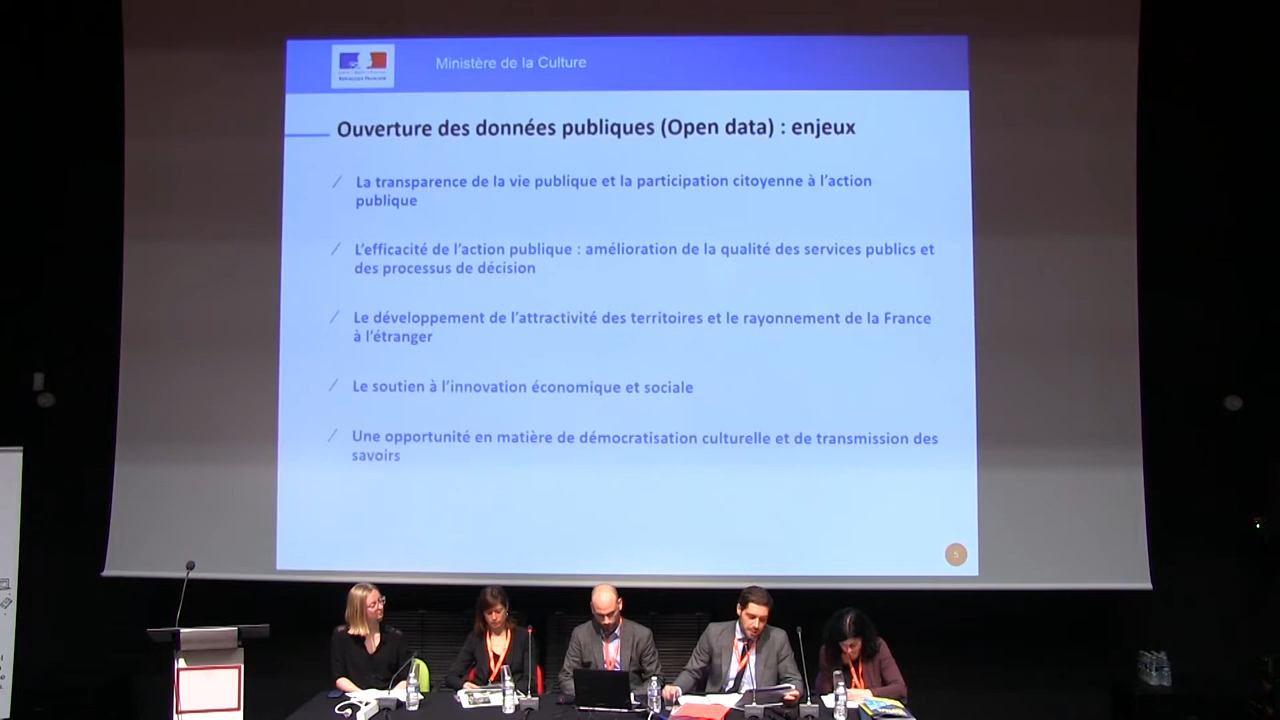 Ministère de la Culture
RÉPUBLIQUE FRANÇAISE
Ouverture des données publiques (Open data) : enjeux
La transparence de la vie publique et la participation citoyenne à l'action
publique
L'efficacité de l'action publique : amélioration de la qualité des services publics et
des processus de décision
Le développement de l'attractivité des territoires et le rayonnement de la France
à l'étranger
Le soutien à l'innovation économique et sociale
Une opportunité en matière de démocratisation culturelle et de transmission des
savoirs
5